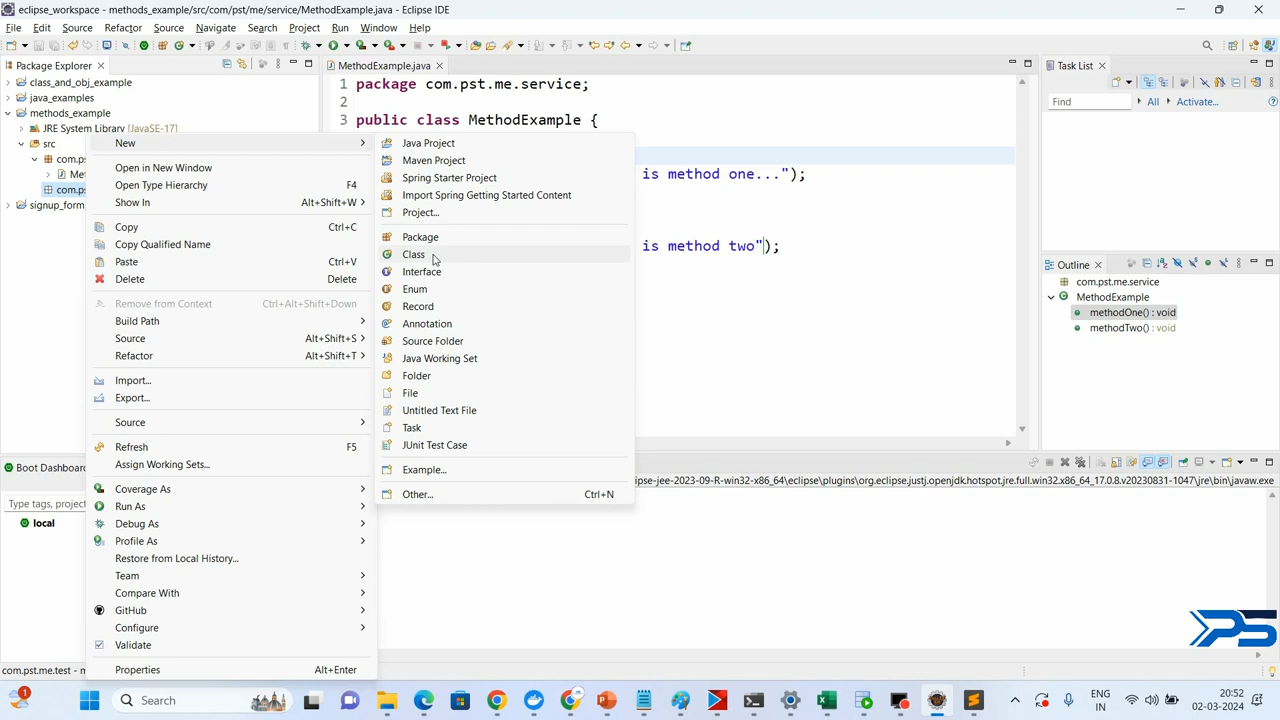 eclipse_workspace - methods_example/src/com/pst/me/service/MethodExample.java - Eclipse IDE
File Edit Source Refactor Source Navigate Search Project Run Window Help
Package Explorer
class_and_obj_example
java_examples
methods_example
JRE System Library [JavaSE-17]
src
com.ps
Me
com.ps
signup_form
MethodExample.java
1 package com.pst.me.service;
2
3 public class MethodExample {
is method one...");
is method two");
New
Open in New Window
Open Type Hierarchy F4
Show In Alt+Shift+W
Copy Ctrl+C
Copy Qualified Name
Paste Ctrl+V
Delete Delete
Remove from Context Ctrl+Alt+Shift+Down
Build Path
Source Alt+Shift+S
Refactor Alt+Shift+T
Import...
Export...
Source
Refresh F5
Assign Working Sets...
Coverage As
Run As
Debug As
Profile As
Restore from Local History...
Team
Compare With
GitHub
Configure
Validate
Properties Alt+Enter
Java Project
Maven Project
Spring Starter Project
Import Spring Getting Started Content
Project...
Package
Class
Interface
Enum
Record
Annotation
Source Folder
Java Working Set
Folder
File
Untitled Text File
Task
JUnit Test Case
Example...
Other... Ctrl+N
Task List
Find All Activate...
Outline
com.pst.me.service
MethodExample
methodOne() : void
methodTwo() : void
Boot Dashboard
Type tags, project
local
ipse-jee-2023-09-R-win32-x86_64\eclipse\plugins\org.eclipse.justj.openjdk.hotspot.jre.full.win32.x86_64_17.0.8.v20230831-1047\jre\bin\javaw.exe
PS
com.pst.me.test - m
1
Search
ENG
IN
20:52
02-03-2024